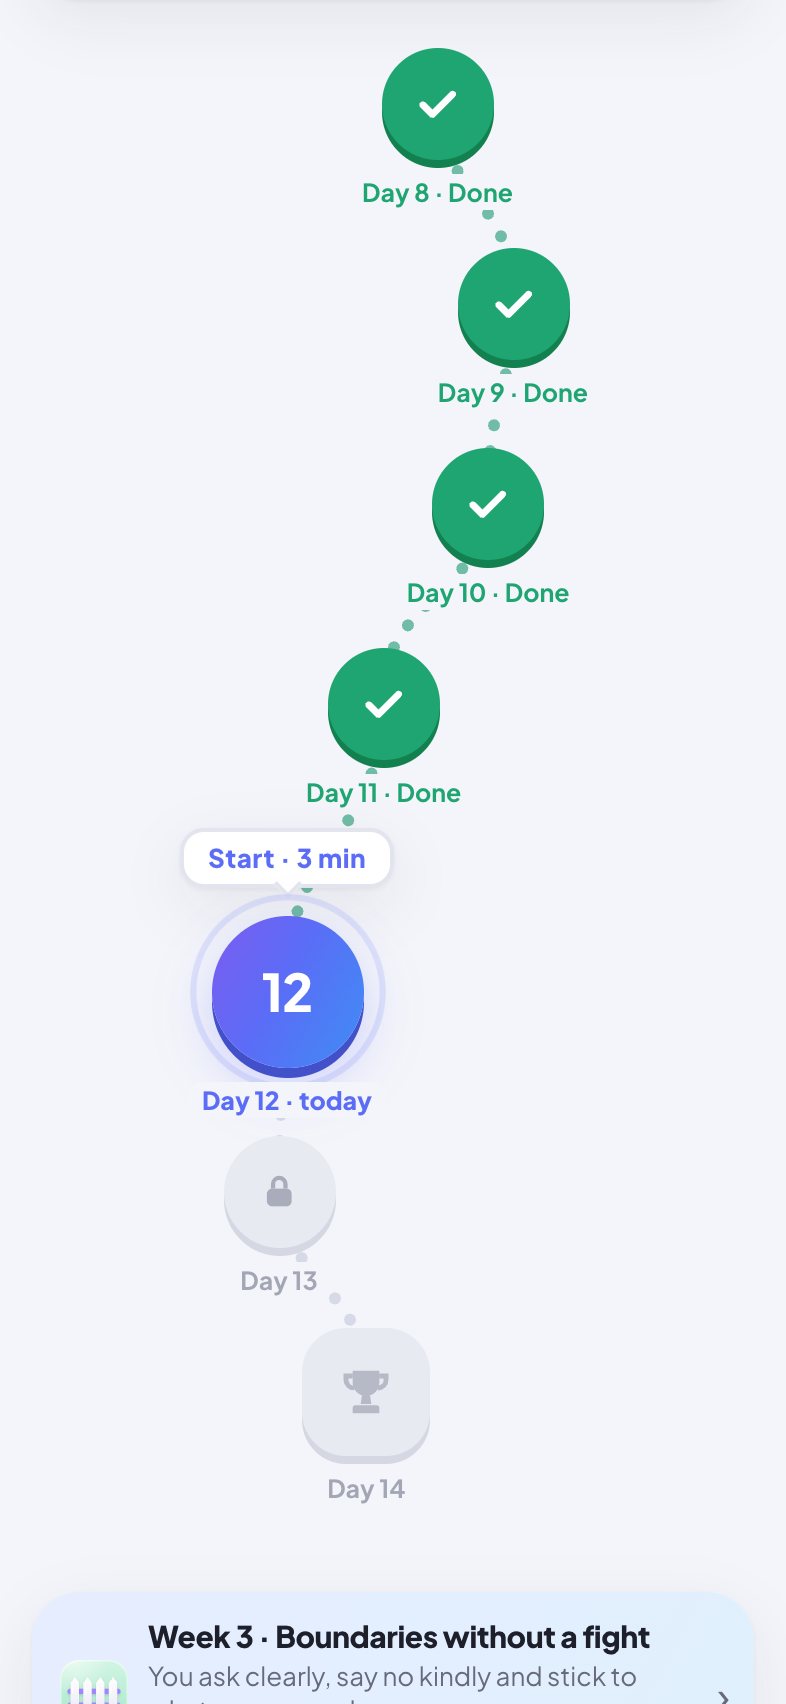 Day 8 · Done
Day 9 · Done
Day 10 · Done
Day 11 · Done
Start · 3 min
12
Day 12 · today
Day 13
Day 14
Week 3 · Boundaries without a fight
You ask clearly, say no kindly and stick to